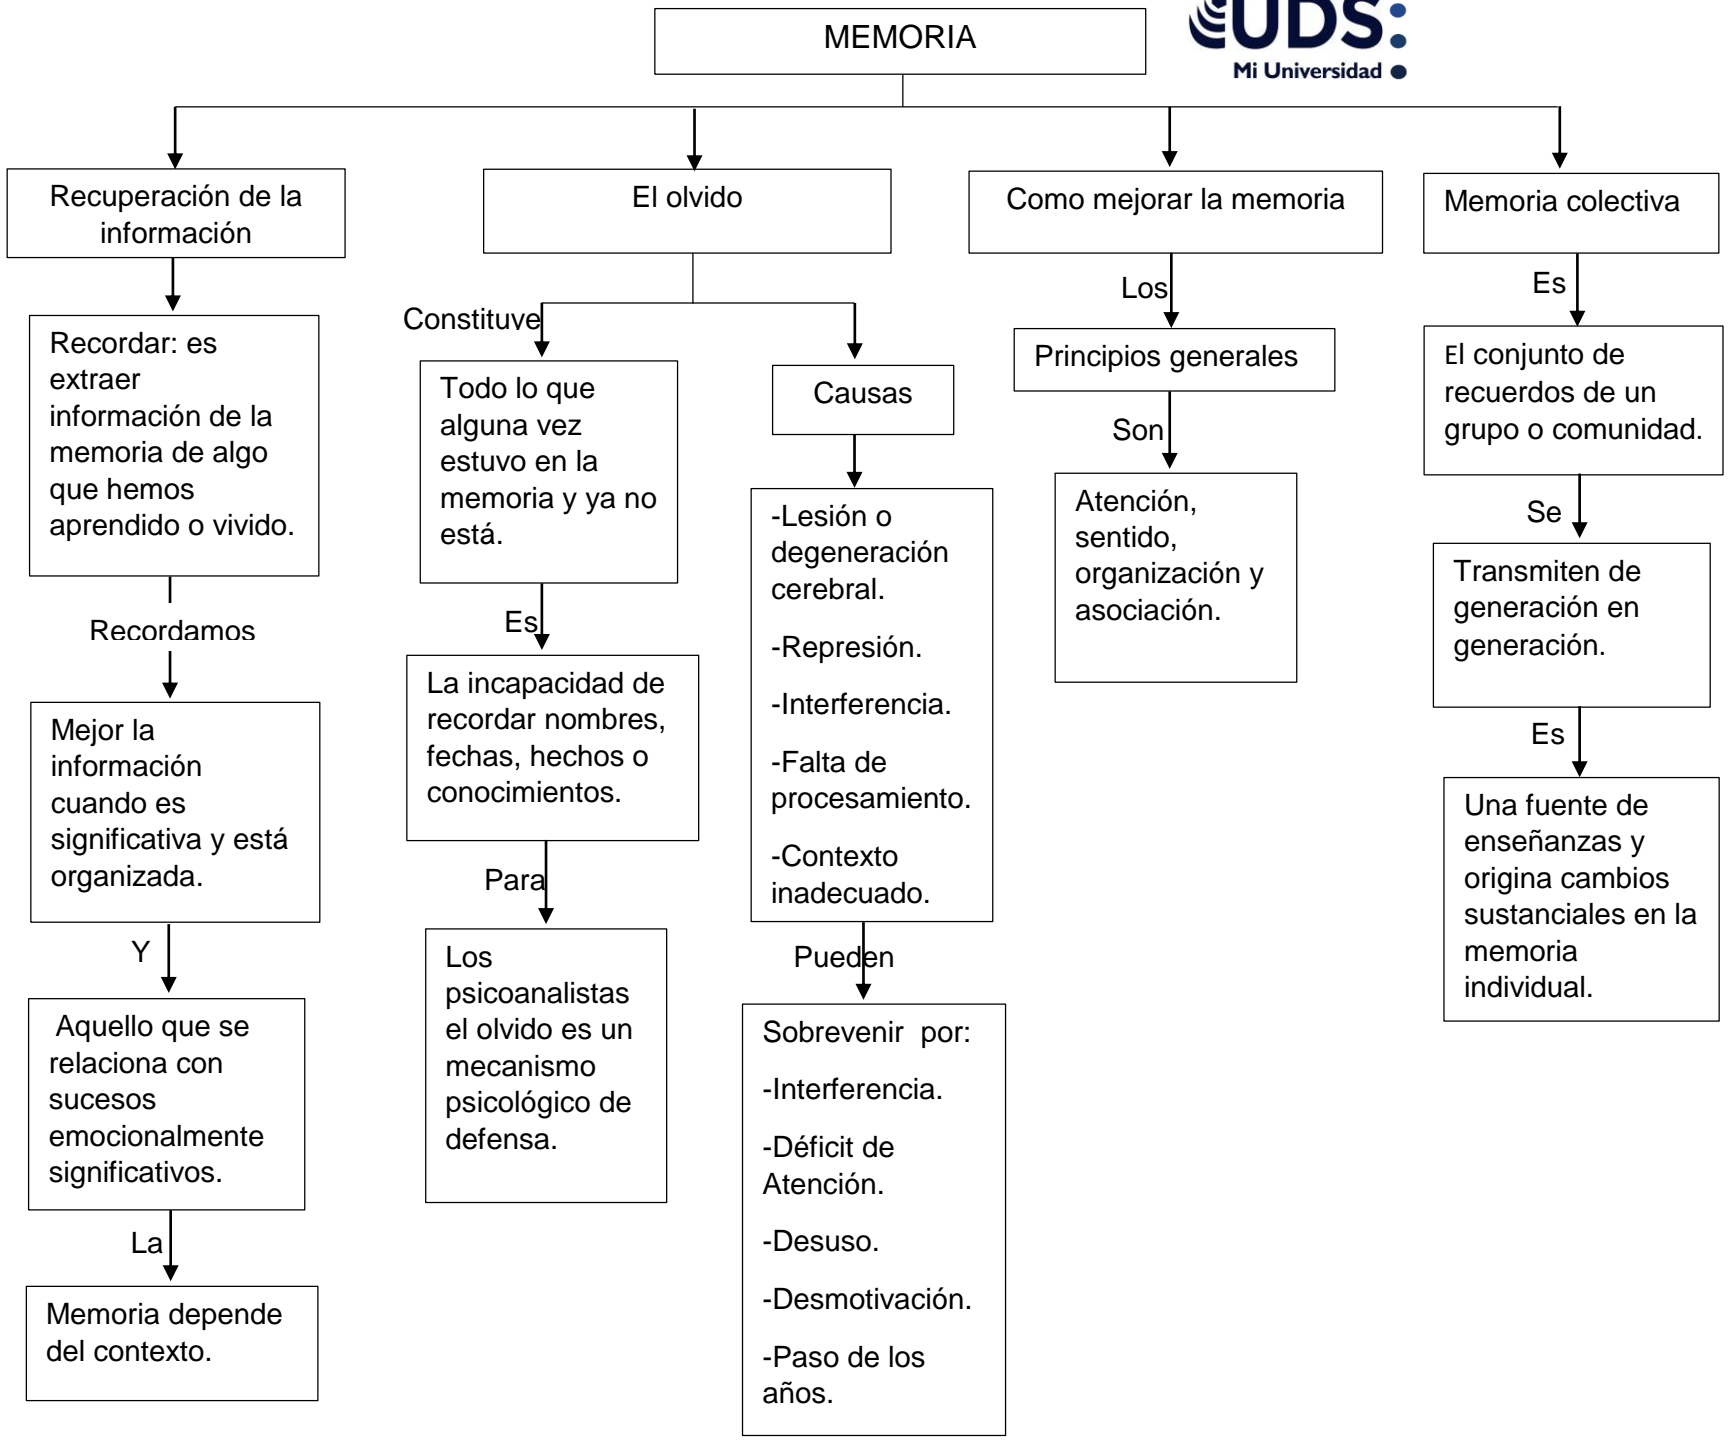 MEMORIA
UDS:
Mi Universidad
Recuperación de la
información
Recordar: es
extraer
información de la
memoria de algo
que hemos
aprendido o vivido.
Recordamos
Mejor la
información
cuando es
significativa y está
organizada.
Y
Aquello que se
relaciona con
sucesos
emocionalmente
significativos.
La
Memoria depende
del contexto.
El olvido
Constituye
Todo lo que
alguna vez
estuvo en la
memoria y ya no
está.
Es
La incapacidad de
recordar nombres,
fechas, hechos o
conocimientos.
Para
Los
psicoanalistas
el olvido es un
mecanismo
psicológico de
defensa.
Causas
-Lesión o
degeneración
cerebral.
-Represión.
-Interferencia.
-Falta de
procesamiento.
-Contexto
inadecuado.
Pueden
Sobrevenir por:
-Interferencia.
-Déficit de
Atención.
-Desuso.
-Desmotivación.
-Paso de los
años.
Como mejorar la memoria
Los
Principios generales
Son
Atención,
sentido,
organización y
asociación.
Memoria colectiva
Es
El conjunto de
recuerdos de un
grupo o comunidad.
Se
Transmiten de
generación en
generación.
Es
Una fuente de
enseñanzas y
origina cambios
sustanciales en la
memoria
individual.